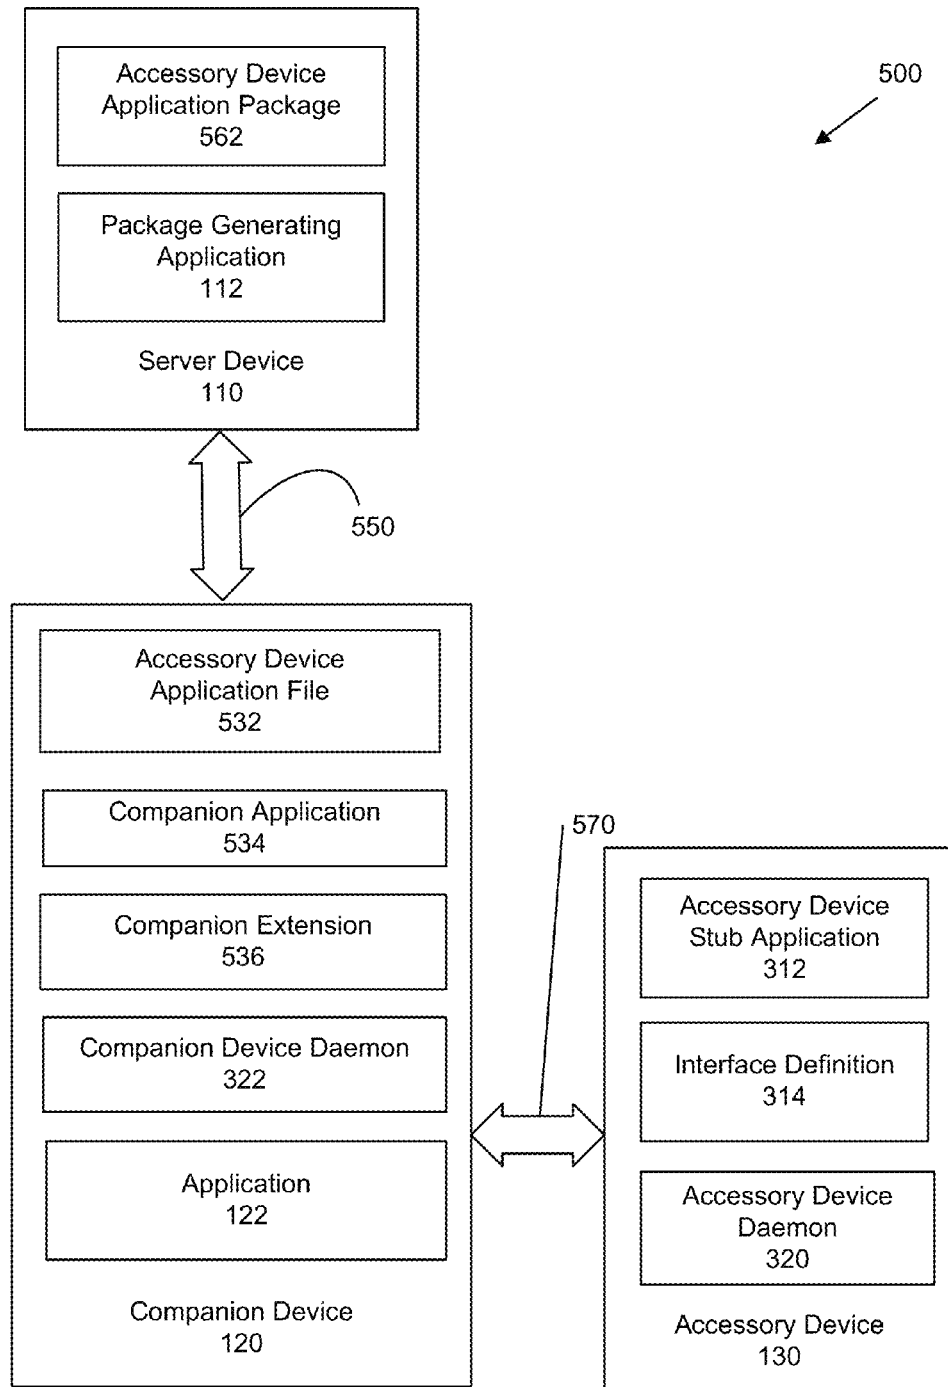 Accessory Device
Application Package
562
500
Package Generating
Application
112
Server Device
110
550
Accessory Device
Application File
532
Companion Application
534
570
Companion Extension
536
Accessory Device
Stub Application
312
Companion Device Daemon
322
Interface Definition
314
Application
122
Accessory Device
Daemon
320
Companion Device
120
Accessory Device
130